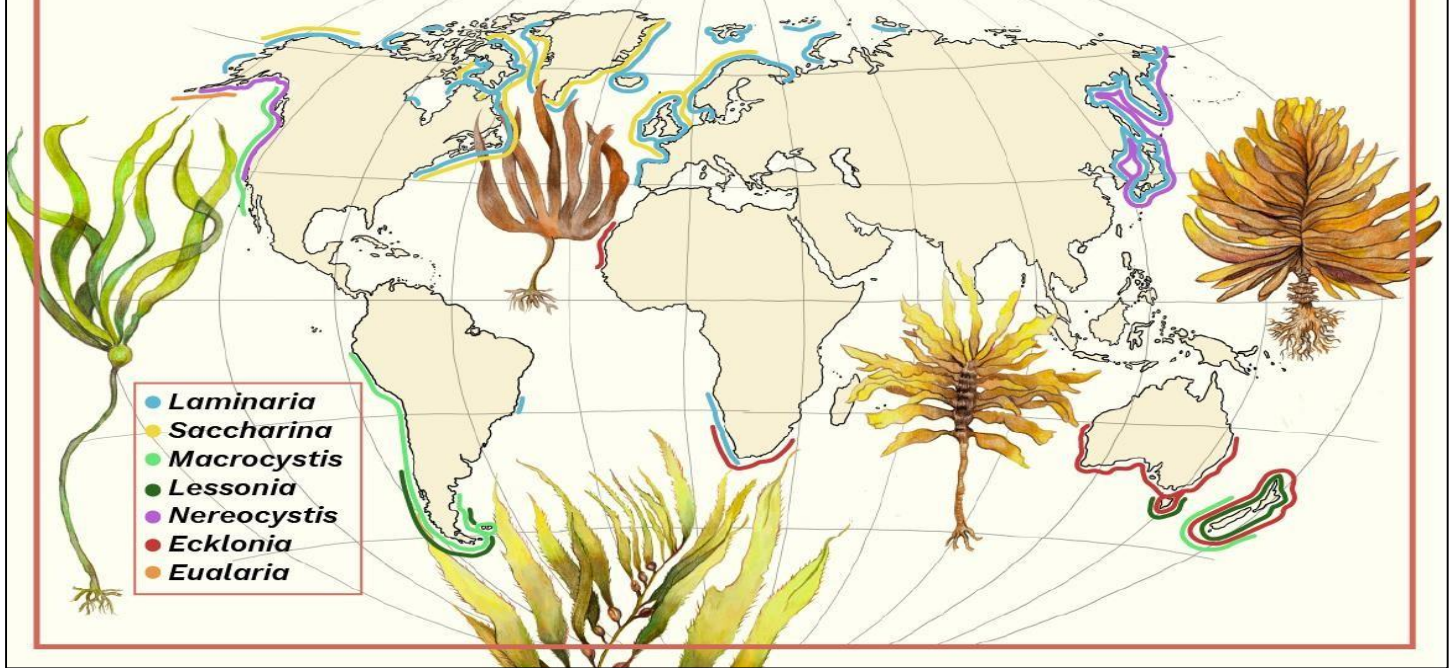 Laminaria
Saccharina
Macrocystis
Lessonia
Nereocystis
Ecklonia
Eualaria